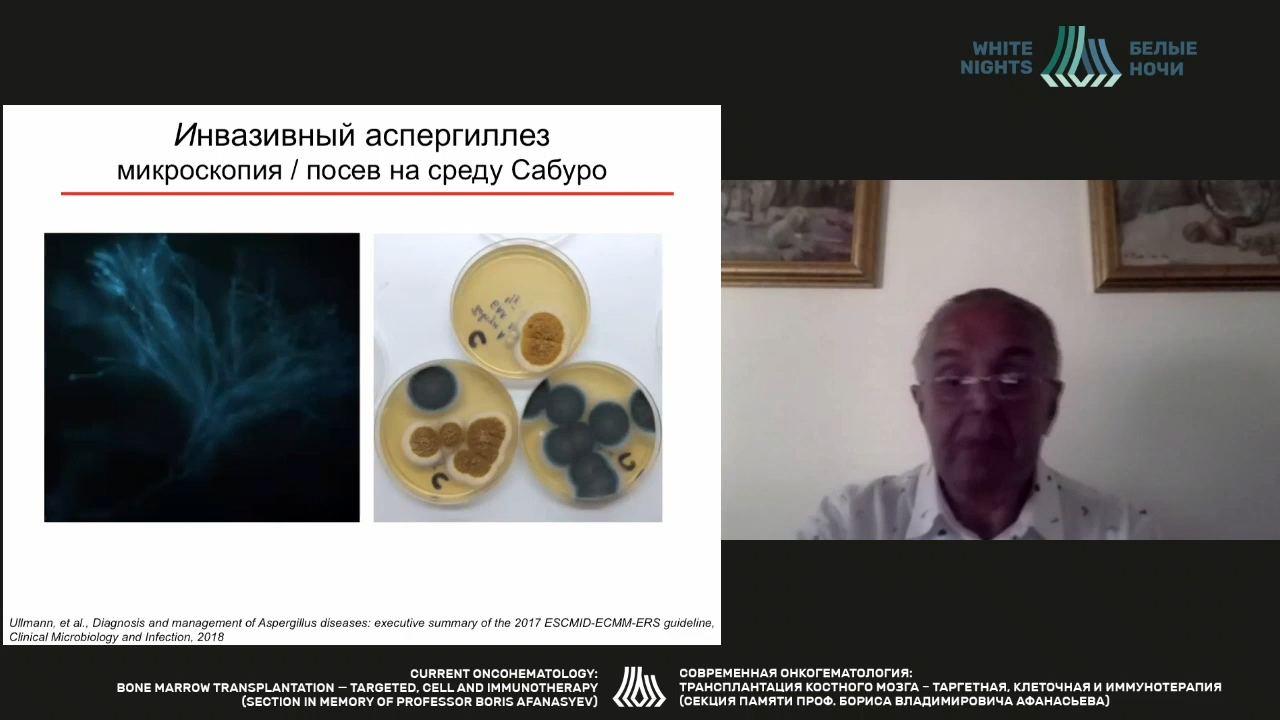 WHITE
NIGHTS
БЕЛЫЕ
НОЧИ
Инвазивный аспергиллез
микроскопия / посев на среду Сабуро
Ullmann, et al., Diagnosis and management of Aspergillus diseases: executive summary of the 2017 ESCMID-ECMM-ERS guideline,
Clinical Microbiology and Infection, 2018
CURRENT ONCOHEMATOLOGY:
BONE MARROW TRANSPLANTATION – TARGETED, CELL AND IMMUNOTHERAPY
(SECTION IN MEMORY OF PROFESSOR BORIS AFANASYEV)
СОВРЕМЕННАЯ ОНКОГЕМАТОЛОГИЯ:
ТРАНСПЛАНТАЦИЯ КОСТНОГО МОЗГА – ТАРГЕТНАЯ, КЛЕТОЧНАЯ И ИММУНОТЕРАПИЯ
(СЕКЦИЯ ПАМЯТИ ПРОФ. БОРИСА ВЛАДИМИРОВИЧА АФАНАСЬЕВА)